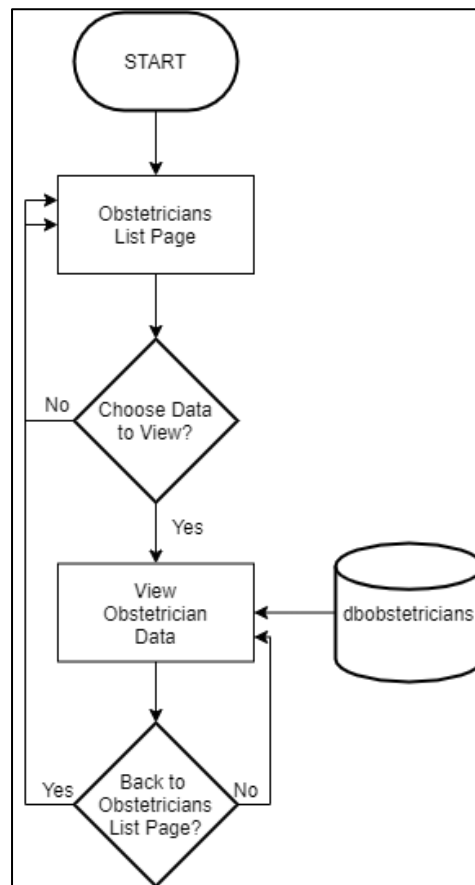 START
Obstetricians
List Page
No
Choose Data
to View?
Yes
View
Obstetrician
Data
dbobstetricians
Yes
Back to
Obstetricians
List Page?
No